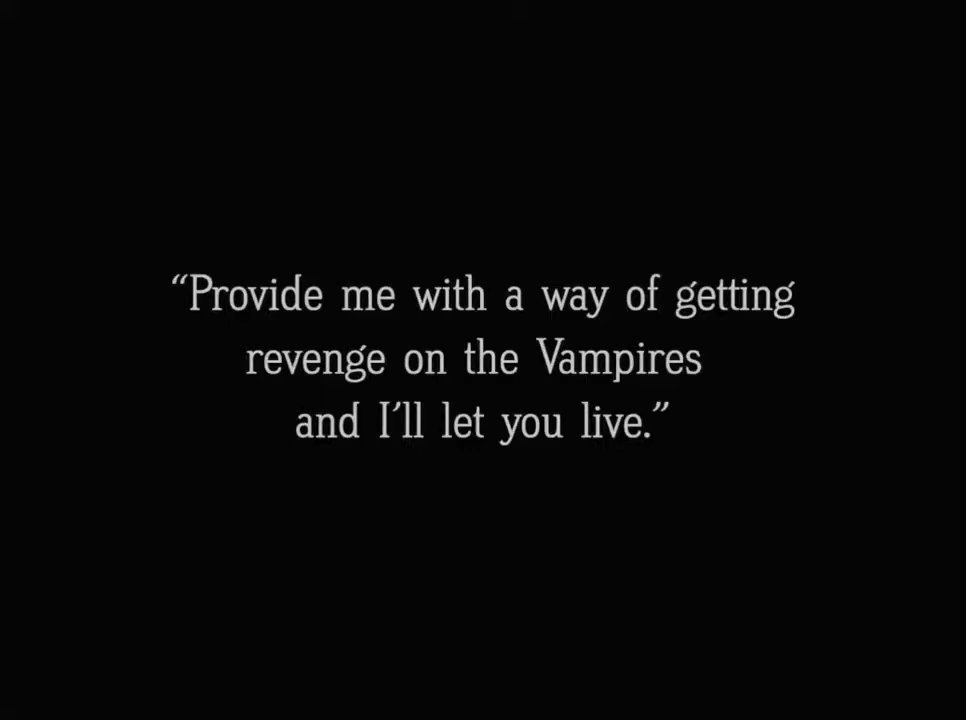 “Provide me with a way of getting
revenge on the Vampires
and I’ll let you live.”